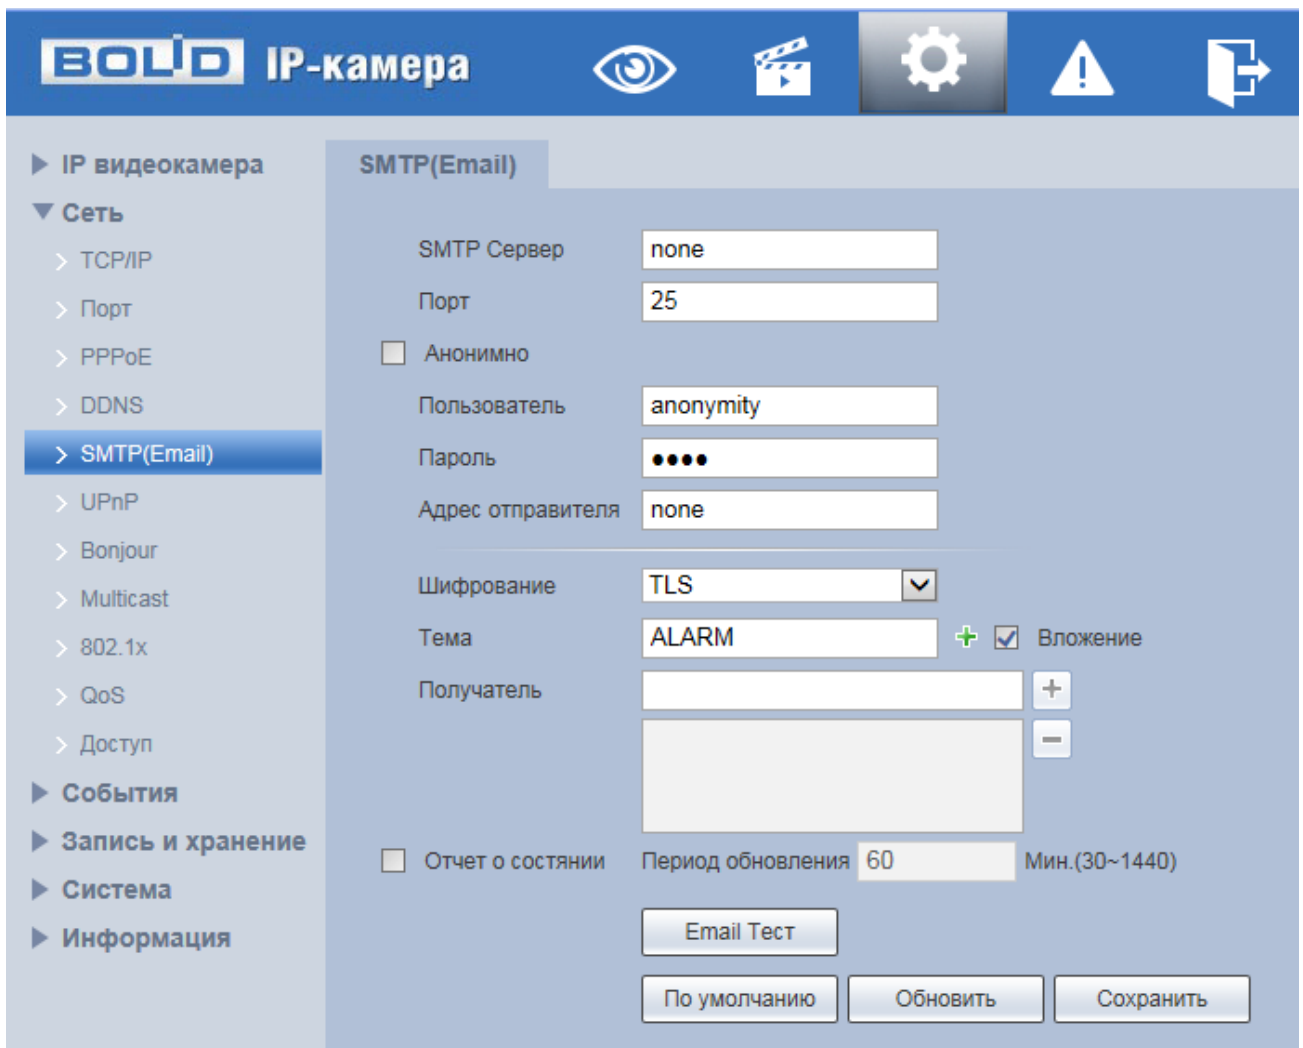 BOLID IP-камера
IP видеокамера
Сеть
TCP/IP
Порт
PPPoE
DDNS
SMTP(Email)
UPnP
Bonjour
Multicast
802.1x
QoS
Доступ
События
Запись и хранение
Система
Информация
SMTP(Email)
SMTP Сервер none
Порт 25
Анонимно
Пользователь anonymity
Пароль ●●●●
Адрес отправителя none
Шифрование TLS
Тема ALARM Вложение
Получатель
Отчет о состянии Период обновления 60 Мин.(30~1440)
Email Тест
По умолчанию Обновить Сохранить